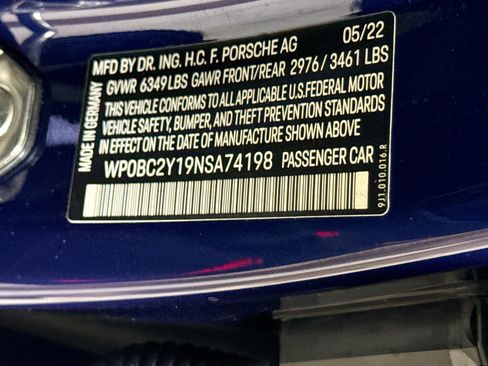 MFD BY DR. ING. H.C. F. PORSCHE AG 05/22
GVWR 6349 LBS GAWR FRONT/REAR 2976 / 3461 LBS
THIS VEHICLE CONFORMS TO ALL APPLICABLE U.S. FEDERAL MOTOR
VEHICLE SAFETY, BUMPER, AND THEFT PREVENTION STANDARDS
IN EFFECT ON THE DATE OF MANUFACTURE SHOWN ABOVE
WP0BC2Y19NSA74198 PASSENGER CAR
MADE IN GERMANY
9J1.010.016.R